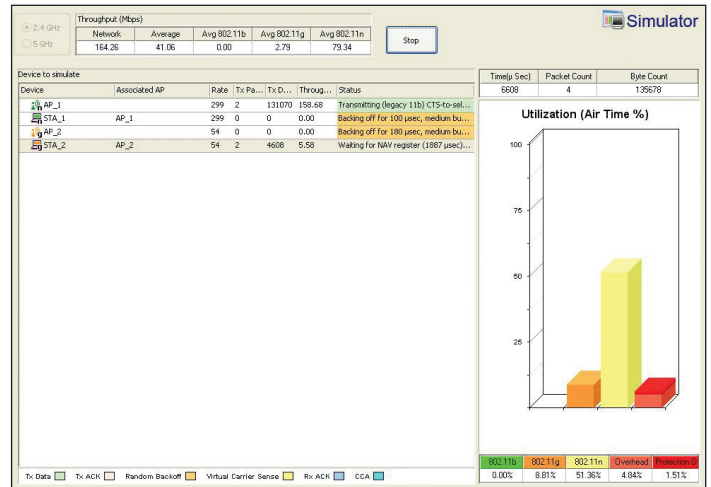 2.4 GHz
5 GHz
Throughput (Mbps)
Network Average Avg 802.11b Avg 802.11g Avg 802.11n
164.26 41.06 0.00 2.79 79.34
Stop
Simulator
Device to simulate
Device Associated AP Rate Tx Pa... Tx D... Throug... Status
AP_1 299 2 131070 158.68 Transmitting (legacy 11b) CTS-to-sel...
STA_1 AP_1 299 0 0 0.00 Backing off for 100 µsec, medium bu...
AP_2 54 0 0 0.00 Backing off for 180 µsec, medium bu...
STA_2 AP_2 54 2 4608 5.58 Waiting for NAV register (1887 µsec)...
Time(µ Sec) Packet Count Byte Count
6608 4 135678
Utilization (Air Time %)
100
75
50
25
802.11b 802.11g 802.11n Overhead Protection O
0.00% 8.81% 51.36% 4.84% 1.51%
Tx Data Tx ACK Random Backoff Virtual Carrier Sense Rx ACK CCA